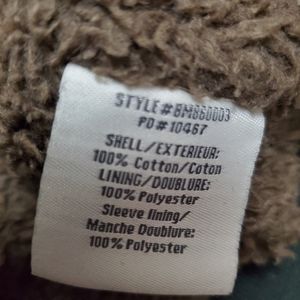 STYLE#BM860003
PO#10467
SHELL/EXTERIEUR:
100% Cotton/Coton
LINING/DOUBLURE:
100% Polyester
Sleeve lining/
Manche Doublure:
100% Polyester